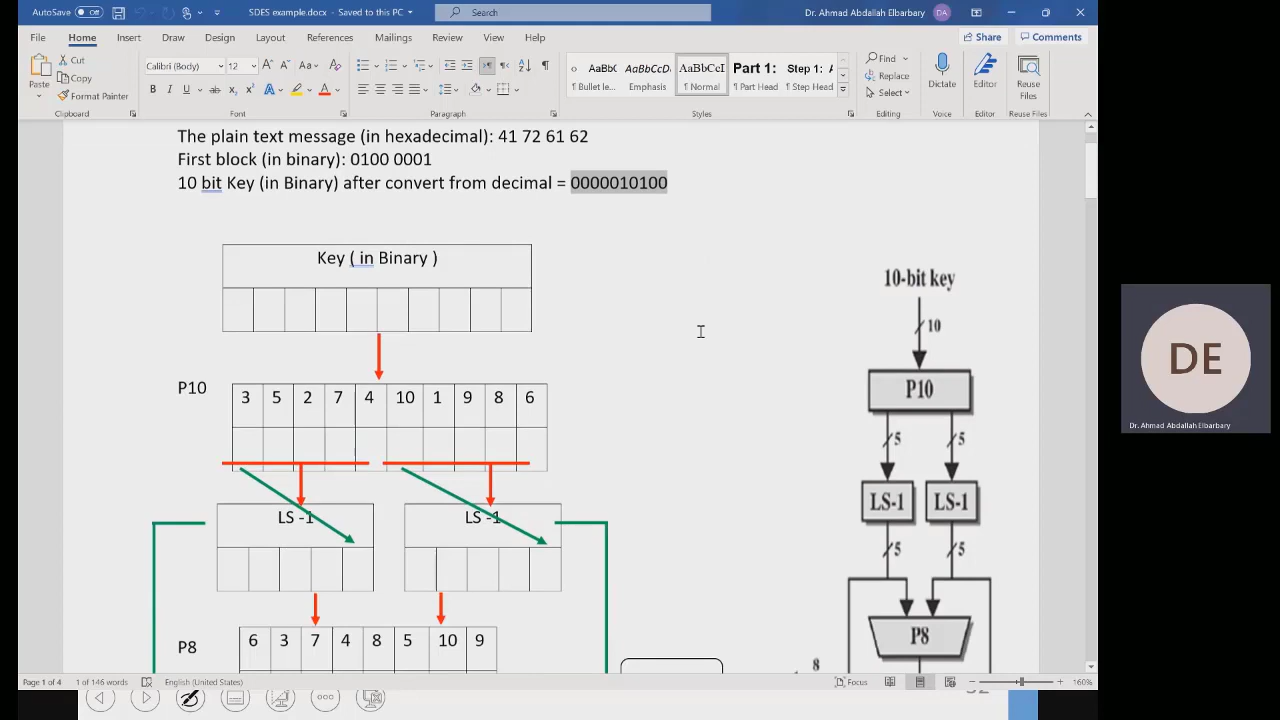 AutoSave Off SDES example.docx - Saved to this PC Search Dr. Ahmad Abdallah Elbarbary DA
File Home Insert Draw Design Layout References Mailings Review View Help Share Comments
Paste Cut Copy Format Painter
Calibri (Body) 12
AaBbC AaBbCcD AaBbCcI Part 1: Step 1: A
¶ Bullet le... Emphasis ¶ Normal ¶ Part Head ¶ Step Head
Find Replace Select
Dictate Editor Reuse Files
Clipboard Font Paragraph Styles Editing Voice Editor Reuse Files
The plain text message (in hexadecimal): 41 72 61 62
First block (in binary): 0100 0001
10 bit Key (in Binary) after convert from decimal = 0000010100
Key ( in Binary )
P10
3 5 2 7 4 10 1 9 8 6
LS -1 LS -1
P8
6 3 7 4 8 5 10 9
10-bit key
10
P10
5 5
LS-1 LS-1
5 5
P8
8
DE
Dr. Ahmad Abdallah Elbarbary
Page 1 of 4 1 of 146 words English (United States) Focus 160%